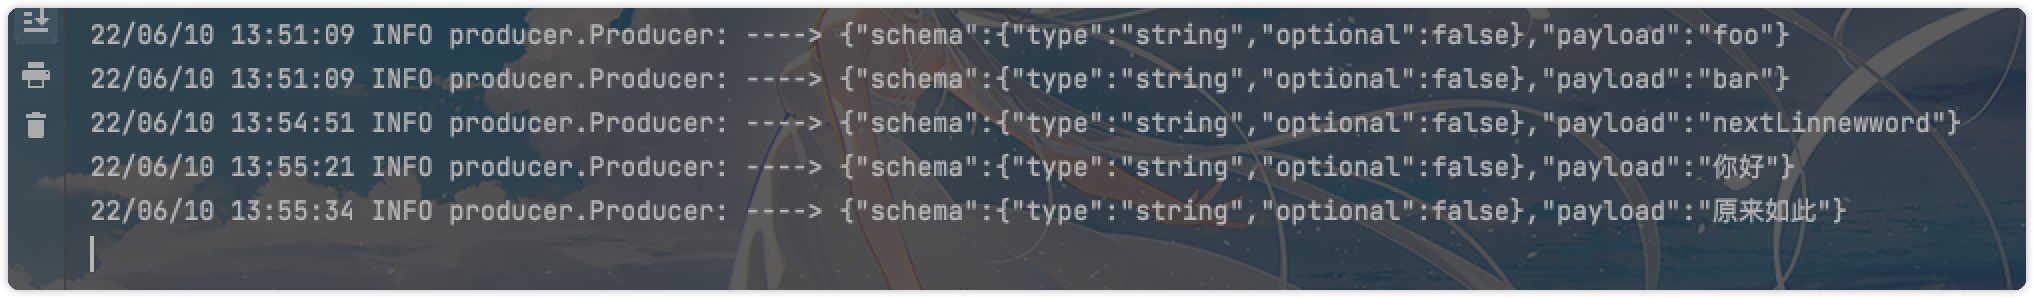 22/06/10 13:51:09 INFO producer.Producer: ----> {"schema":{"type":"string","optional":false},"payload":"foo"}
22/06/10 13:51:09 INFO producer.Producer: ----> {"schema":{"type":"string","optional":false},"payload":"bar"}
22/06/10 13:54:51 INFO producer.Producer: ----> {"schema":{"type":"string","optional":false},"payload":"nextLinnewword"}
22/06/10 13:55:21 INFO producer.Producer: ----> {"schema":{"type":"string","optional":false},"payload":"你好"}
22/06/10 13:55:34 INFO producer.Producer: ----> {"schema":{"type":"string","optional":false},"payload":"原来如此"}